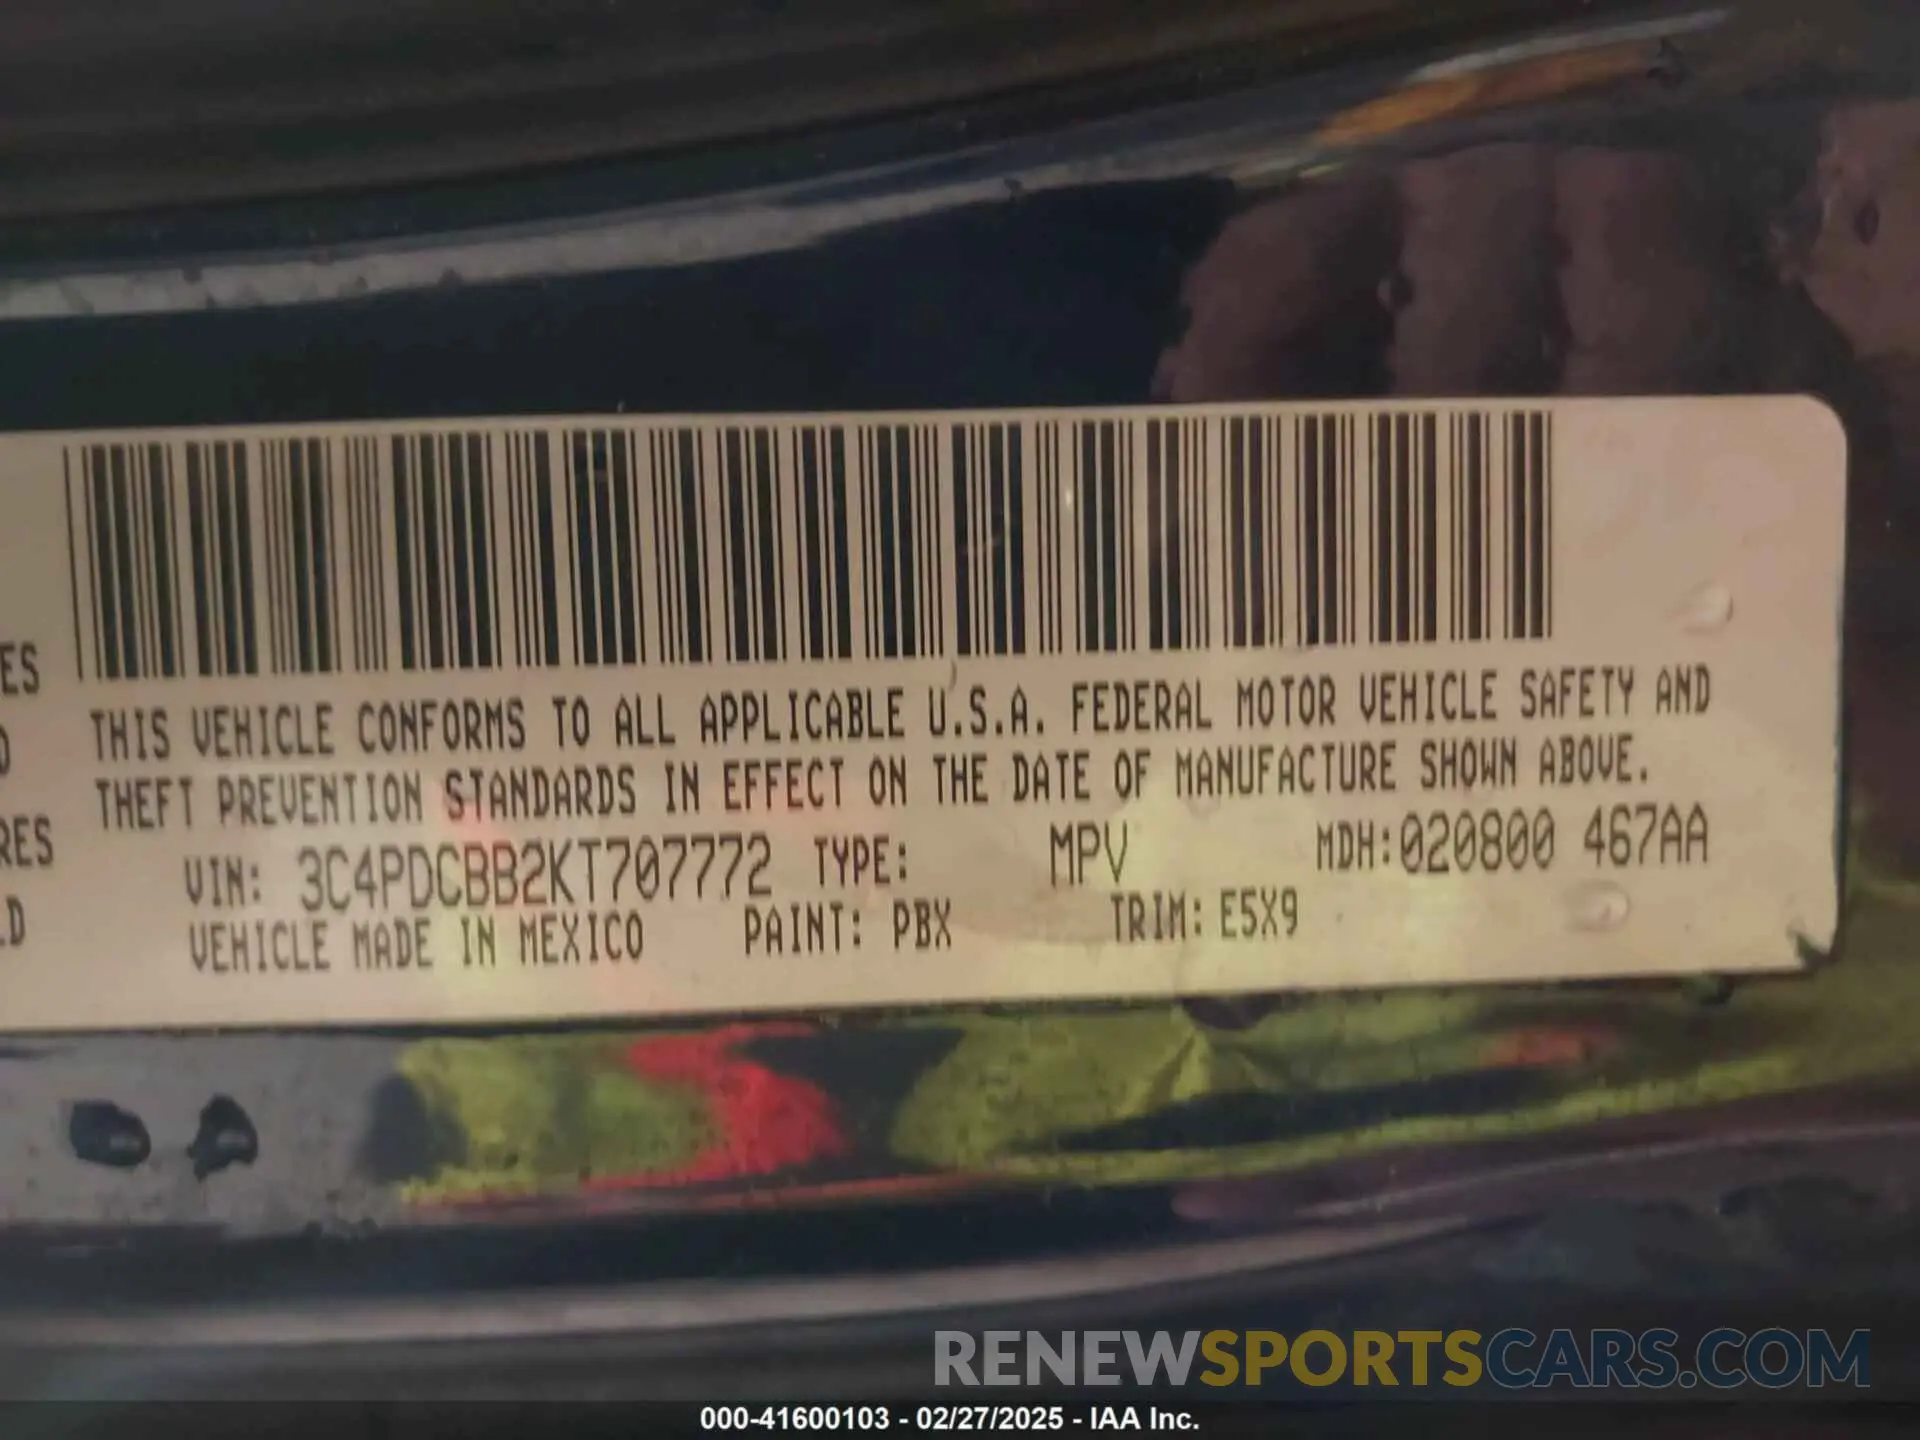 ES
THIS VEHICLE CONFORMS TO ALL APPLICABLE U.S.A. FEDERAL MOTOR VEHICLE SAFETY AND
THEFT PREVENTION STANDARDS IN EFFECT ON THE DATE OF MANUFACTURE SHOWN ABOVE.
RES
VIN: 3C4PDCBB2KT707772 TYPE: MPV MDH:020800 467AA
LD
VEHICLE MADE IN MEXICO PAINT: PBX TRIM: E5X9
RENEWSPORTSCARS.COM
000-41600103 - 02/27/2025 - IAA Inc.